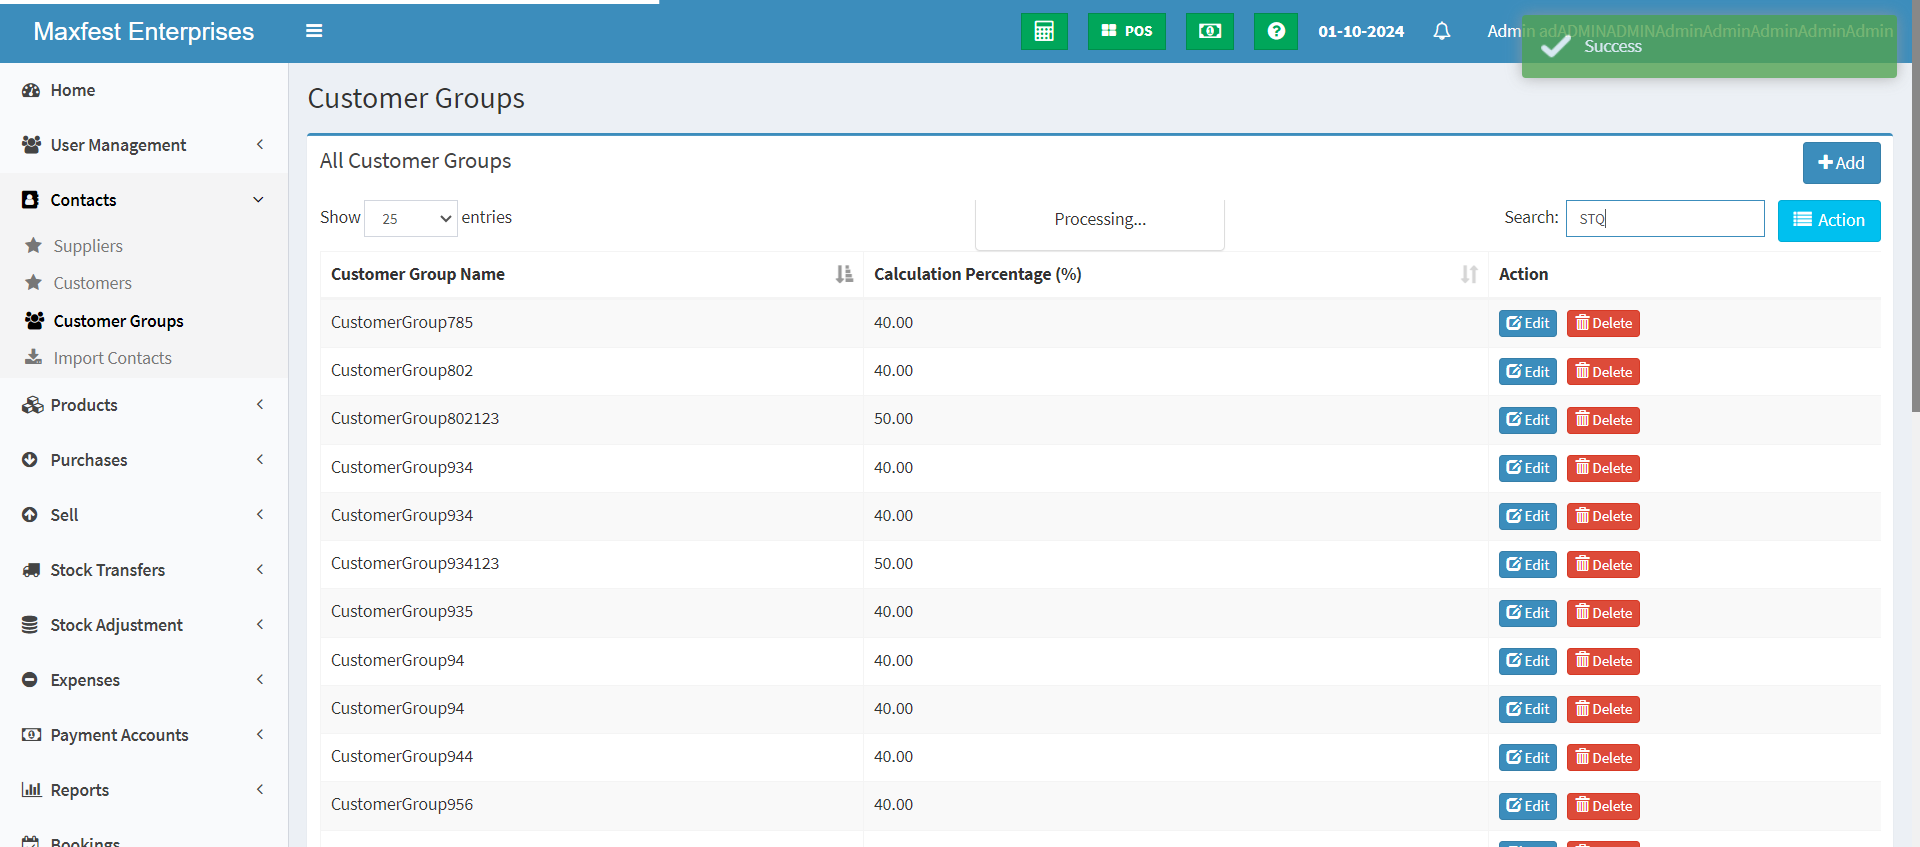 Maxfest Enterprises
POS
01-10-2024
Admin adADMINADMINAdminAdminAdminAdminAdmin
Success
Home
User Management
Contacts
Suppliers
Customers
Customer Groups
Import Contacts
Products
Purchases
Sell
Stock Transfers
Stock Adjustment
Expenses
Payment Accounts
Reports
Bookings
Customer Groups
All Customer Groups
Add
Show 25 entries
Processing...
Search: STQ
Action
Customer Group Name Calculation Percentage (%) Action
CustomerGroup785 40.00 Edit Delete
CustomerGroup802 40.00 Edit Delete
CustomerGroup802123 50.00 Edit Delete
CustomerGroup934 40.00 Edit Delete
CustomerGroup934 40.00 Edit Delete
CustomerGroup934123 50.00 Edit Delete
CustomerGroup935 40.00 Edit Delete
CustomerGroup94 40.00 Edit Delete
CustomerGroup94 40.00 Edit Delete
CustomerGroup944 40.00 Edit Delete
CustomerGroup956 40.00 Edit Delete